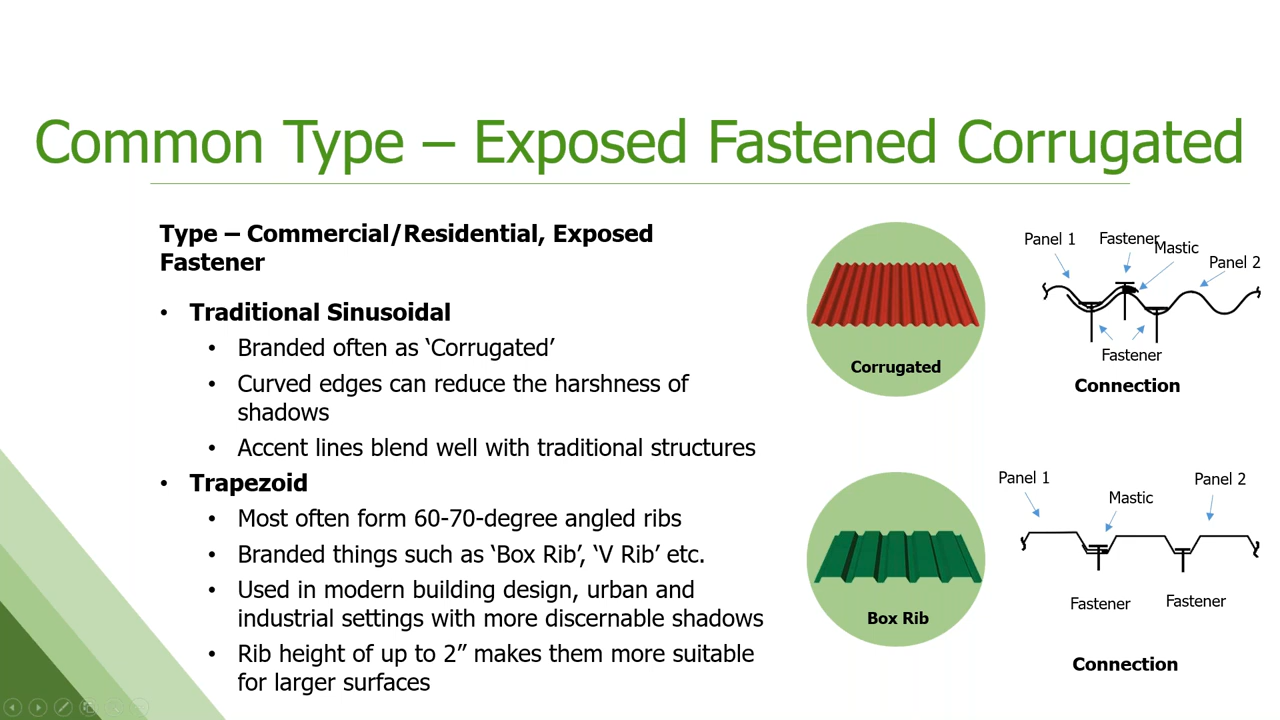 Common Type – Exposed Fastened Corrugated
Type – Commercial/Residential, Exposed
Fastener
• Traditional Sinusoidal
• Branded often as ‘Corrugated’
• Curved edges can reduce the harshness of
shadows
• Accent lines blend well with traditional structures
• Trapezoid
• Most often form 60-70-degree angled ribs
• Branded things such as ‘Box Rib’, ‘V Rib’ etc.
• Used in modern building design, urban and
industrial settings with more discernable shadows
• Rib height of up to 2” makes them more suitable
for larger surfaces
Corrugated
Panel 1
Fastener
Mastic
Panel 2
Fastener
Connection
Box Rib
Panel 1
Mastic
Panel 2
Fastener
Fastener
Connection